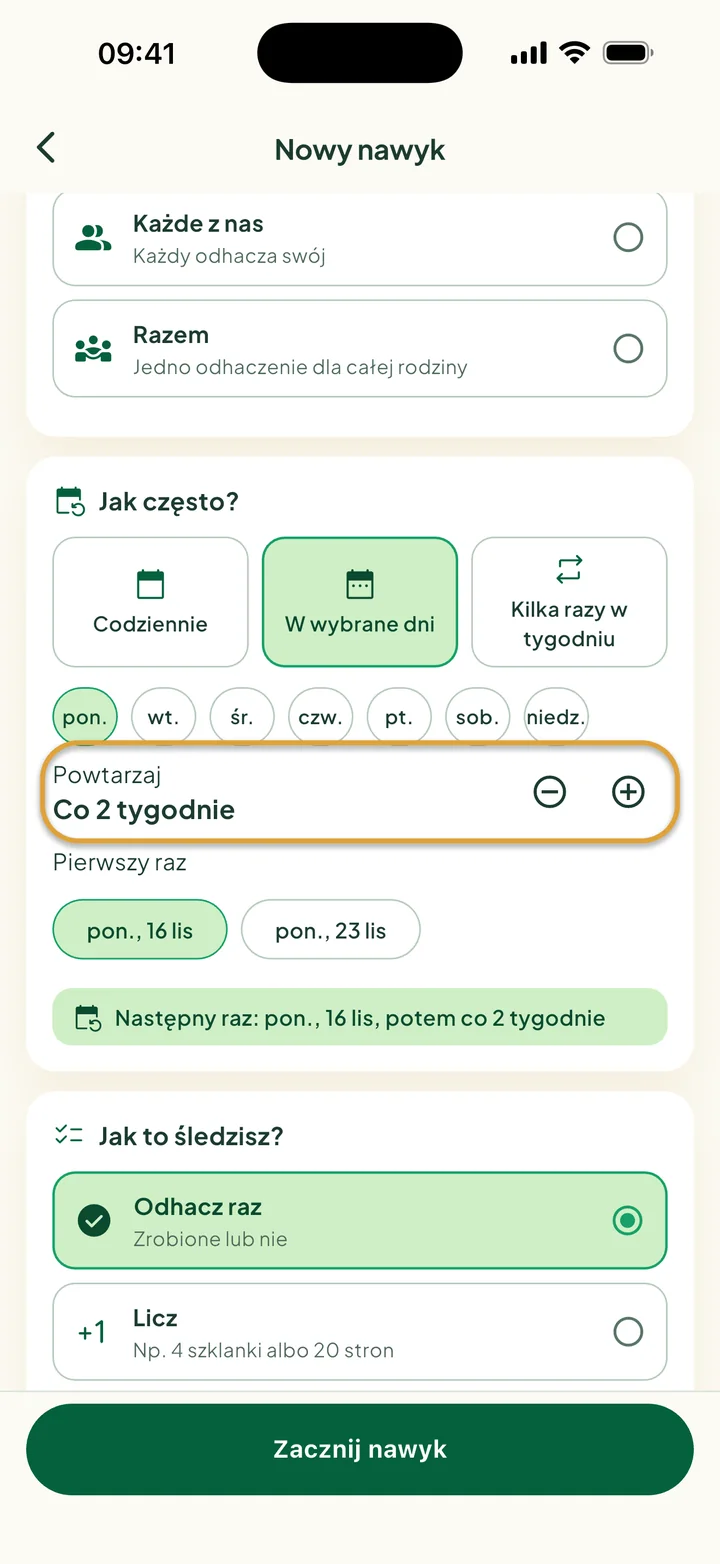 09:41
Nowy nawyk
Każde z nas
Każdy odhacza swój
Razem
Jedno odhaczenie dla całej rodziny
Jak często?
Codziennie
W wybrane dni
Kilka razy w
tygodniu
pon. wt. śr. czw. pt. sob. niedz.
Powtarzaj
Co 2 tygodnie
Pierwszy raz
pon., 16 lis
pon., 23 lis
Następny raz: pon., 16 lis, potem co 2 tygodnie
Jak to śledzisz?
Odhacz raz
Zrobione lub nie
+1
Licz
Np. 4 szklanki albo 20 stron
Zacznij nawyk